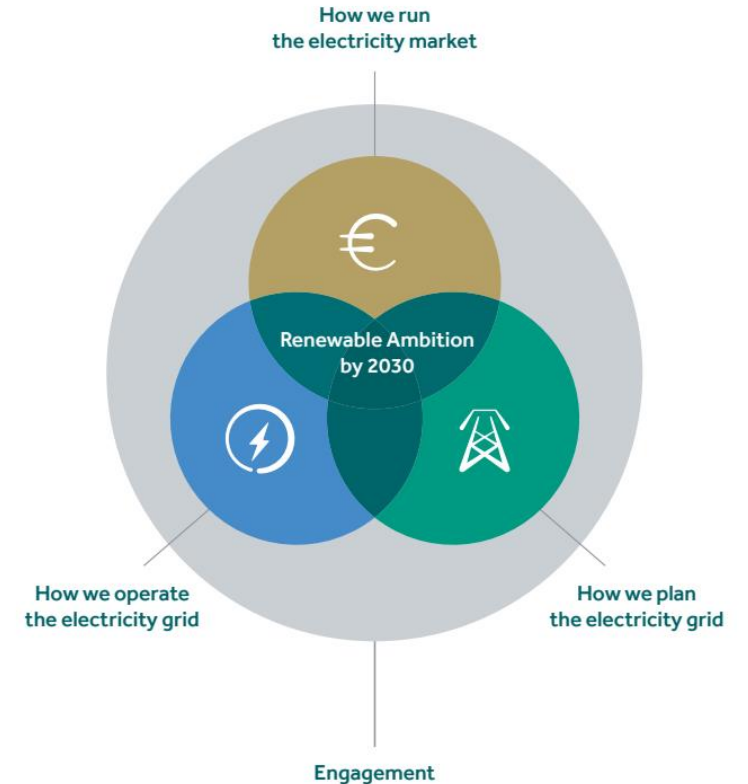 How we run
the electricity market
Renewable Ambition
by 2030
How we operate
the electricity grid
How we plan
the electricity grid
Engagement